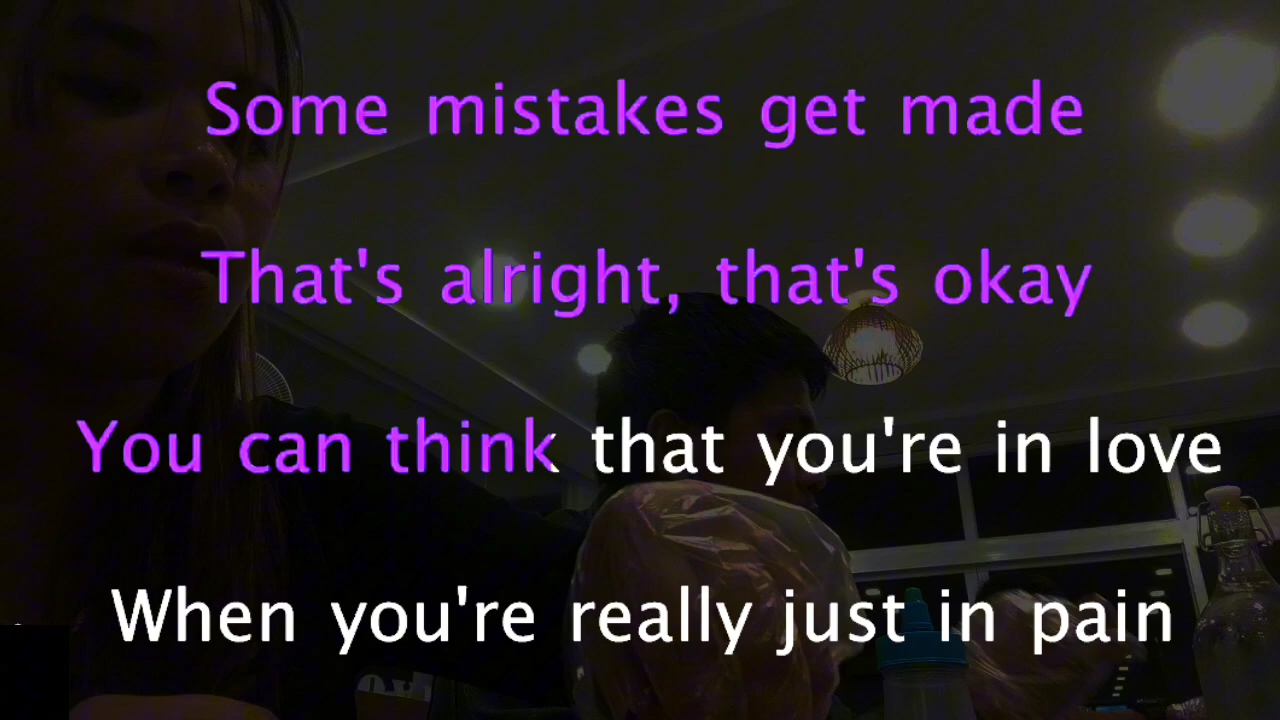 Some mistakes get made
That's alright, that's okay
You can think that you're in love
When you're really just in pain